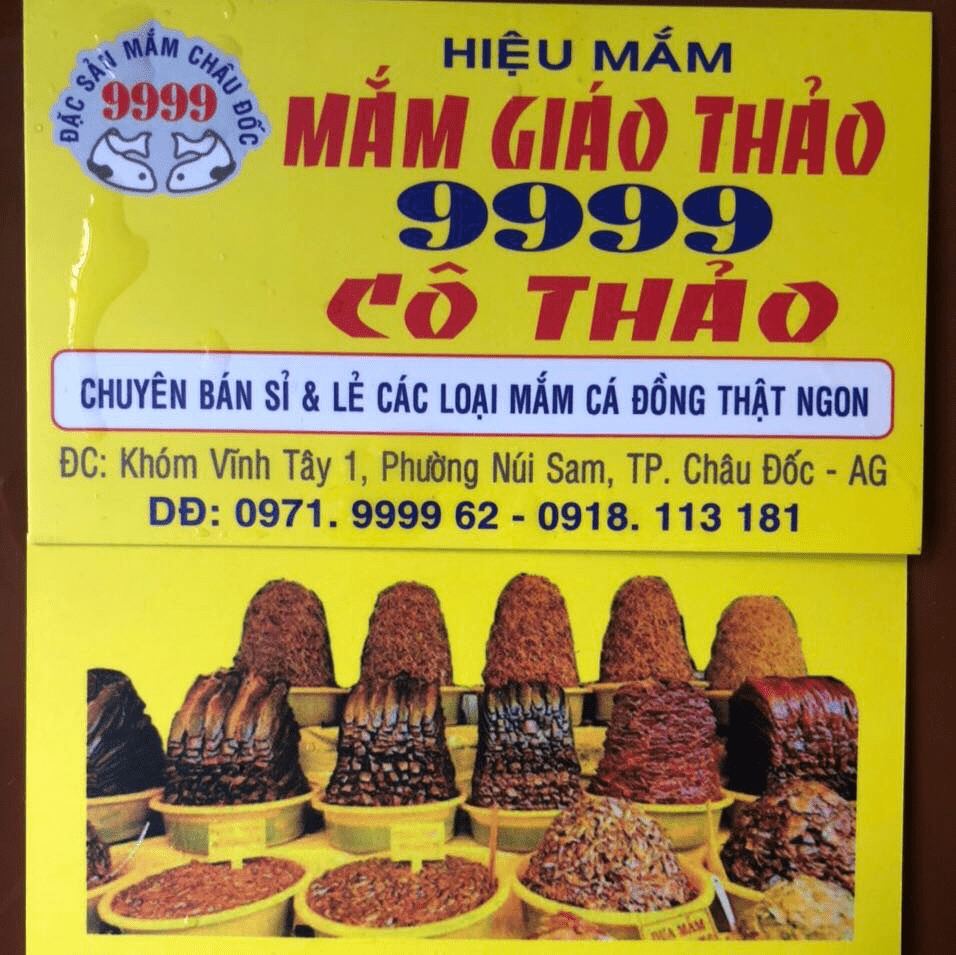 ĐẶC SẢN MẮM CHÂU ĐỐC
9999
HIỆU MẮM
MẮM GIÁO THẢO
9999
CÔ THẢO
CHUYÊN BÁN SỈ & LẺ CÁC LOẠI MẮM CÁ ĐỒNG THẬT NGON
ĐC: Khóm Vĩnh Tây 1, Phường Núi Sam, TP. Châu Đốc - AG
DĐ: 0971. 9999 62 - 0918. 113 181
DƯA MẮM